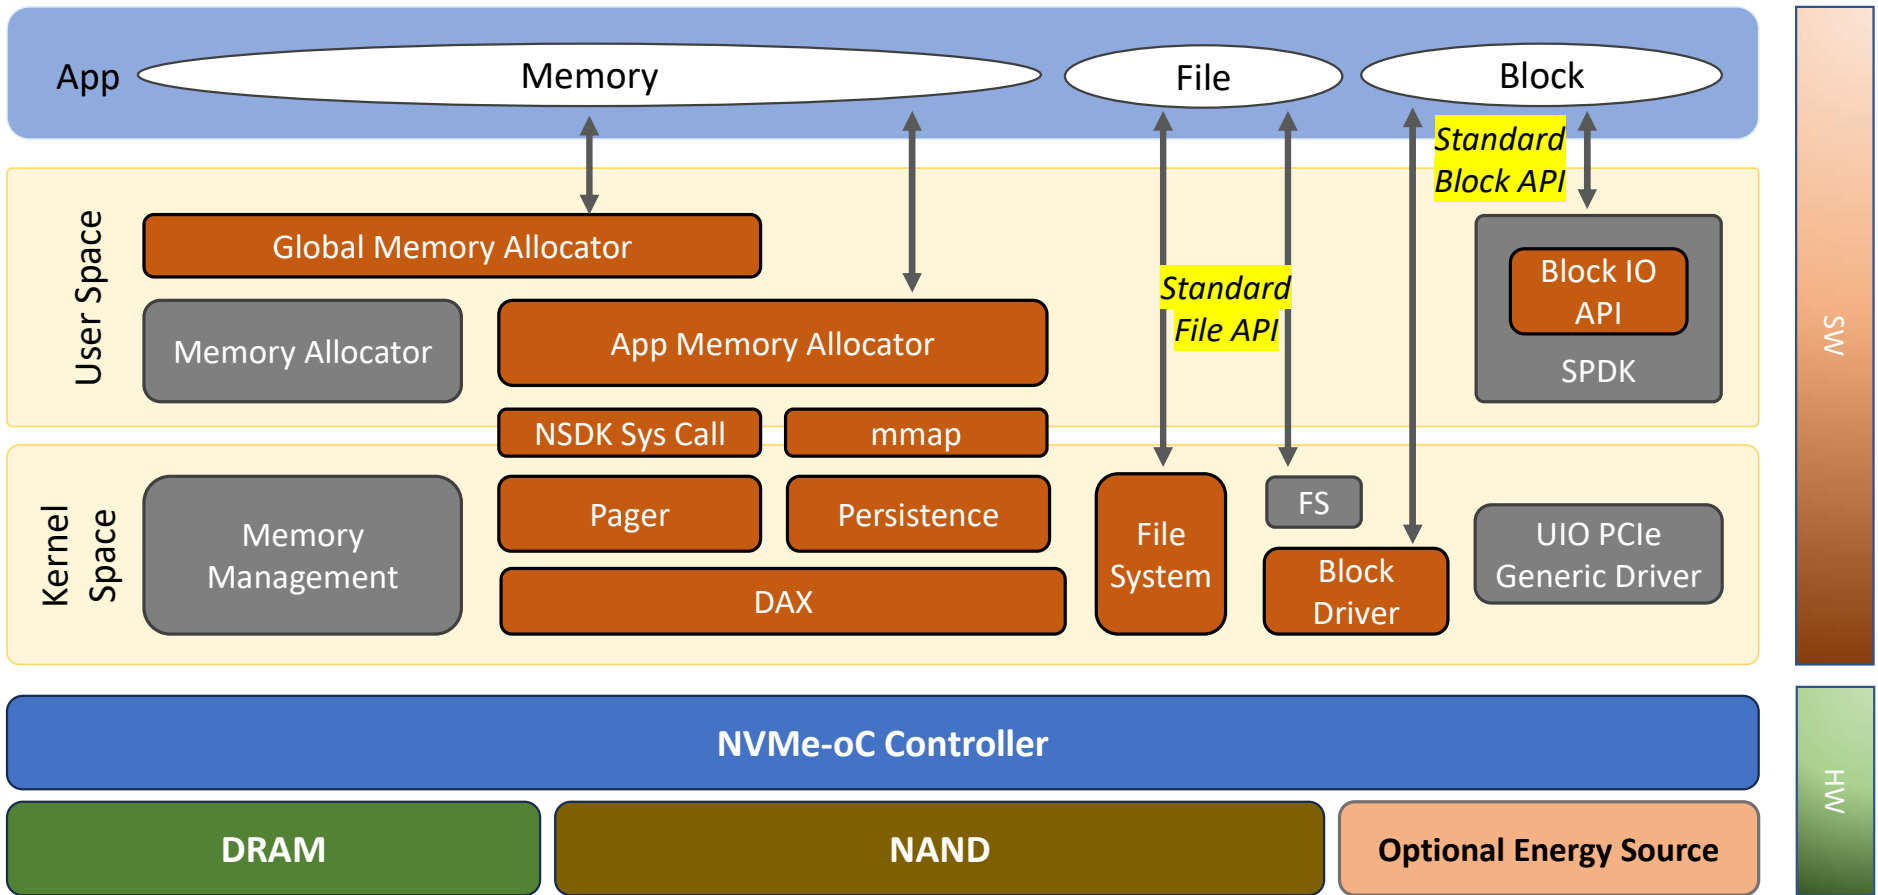 App
Memory
File
Block
Standard
Block API
User Space
Global Memory Allocator
Memory Allocator
App Memory Allocator
Standard
File API
Block IO
API
SPDK
NSDK Sys Call
mmap
Kernel
Space
Memory
Management
Pager
Persistence
DAX
File
System
FS
Block
Driver
UIO PCIe
Generic Driver
SW
NVMe-oC Controller
DRAM
NAND
Optional Energy Source
HW